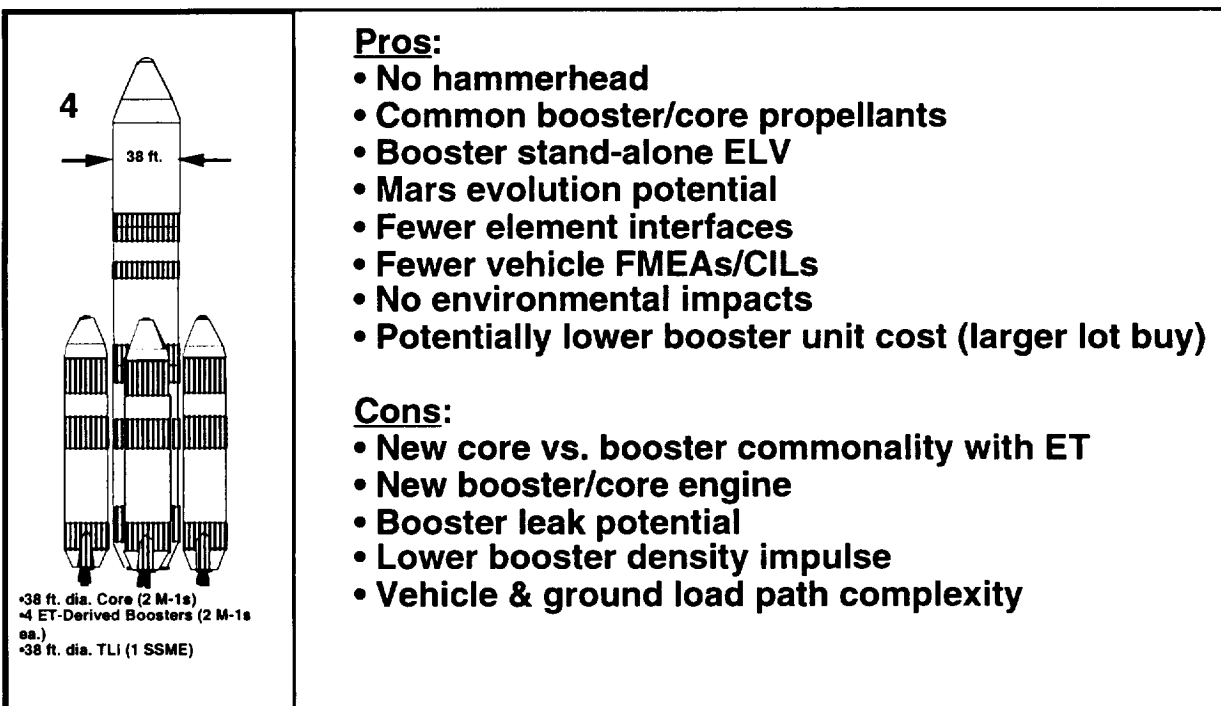 4
38 ft.
•38 ft. dia. Core (2 M-1s)
•4 ET-Derived Boosters (2 M-1s
ea.)
•38 ft. dia. TLI (1 SSME)
Pros:
• No hammerhead
• Common booster/core propellants
• Booster stand-alone ELV
• Mars evolution potential
• Fewer element interfaces
• Fewer vehicle FMEAs/CILs
• No environmental impacts
• Potentially lower booster unit cost (larger lot buy)
Cons:
• New core vs. booster commonality with ET
• New booster/core engine
• Booster leak potential
• Lower booster density impulse
• Vehicle & ground load path complexity